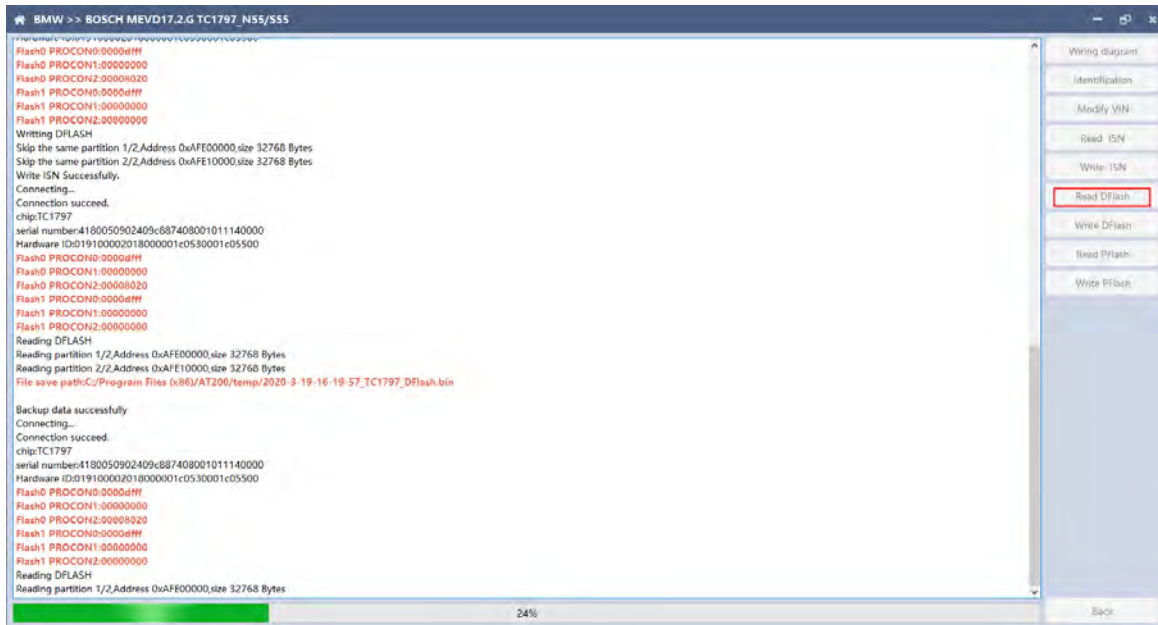 BMW >> BOSCH MEVD17.2.G TC1797_N55/S55
Flash0 PROCON0:0000dfff
Flash0 PROCON1:00000000
Flash0 PROCON2:00008020
Flash1 PROCON0:0000dfff
Flash1 PROCON1:00000000
Flash1 PROCON2:00000000
Writting DFLASH
Skip the same partition 1/2,Address 0xAFE00000,size 32768 Bytes
Skip the same partition 2/2,Address 0xAFE10000,size 32768 Bytes
Write ISN Successfully.
Connecting...
Connection succeed.
chip:TC1797
serial number:4180050902409c887408001011140000
Hardware ID:019100002018000001c0530001c05500
Flash0 PROCON0:0000dfff
Flash0 PROCON1:00000000
Flash0 PROCON2:00008020
Flash1 PROCON0:0000dfff
Flash1 PROCON1:00000000
Flash1 PROCON2:00000000
Reading DFLASH
Reading partition 1/2,Address 0xAFE00000,size 32768 Bytes
Reading partition 2/2,Address 0xAFE10000,size 32768 Bytes
File save path:C:/Program Files (x86)/AT200/temp/2020-3-19-16-19-57_TC1797_DFlash.bin
Backup data successfully
Connecting...
Connection succeed.
chip:TC1797
serial number:4180050902409c887408001011140000
Hardware ID:019100002018000001c0530001c05500
Flash0 PROCON0:0000dfff
Flash0 PROCON1:00000000
Flash0 PROCON2:00008020
Flash1 PROCON0:0000dfff
Flash1 PROCON1:00000000
Flash1 PROCON2:00000000
Reading DFLASH
Reading partition 1/2,Address 0xAFE00000,size 32768 Bytes
24%
Wiring diagram
Identification
Modify VIN
Read ISN
Write ISN
Read DFlash
Write DFlash
Read PFlash
Write PFlash
Back